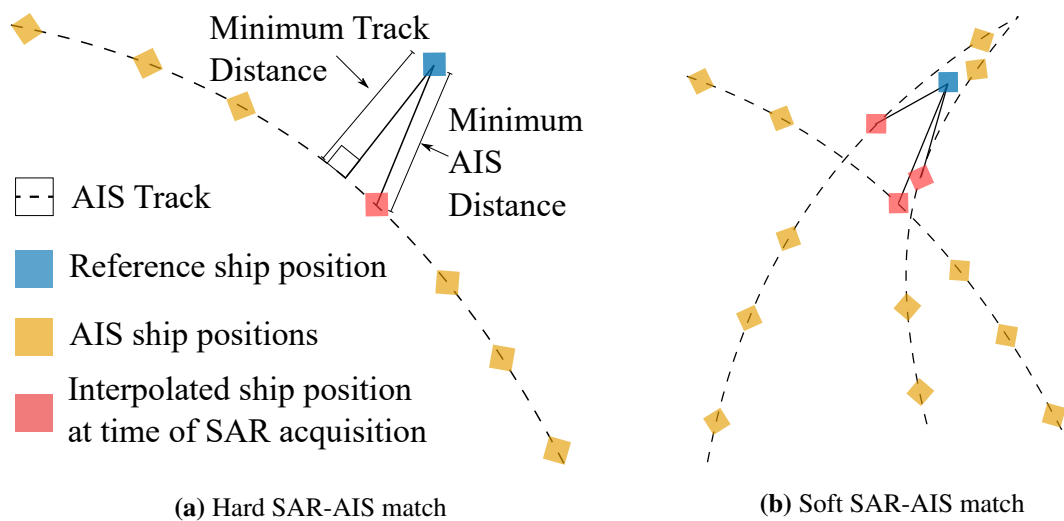 Minimum Track
Distance
Minimum
AIS
Distance
AIS Track
Reference ship position
AIS ship positions
Interpolated ship position
at time of SAR acquisition
(a) Hard SAR-AIS match
(b) Soft SAR-AIS match